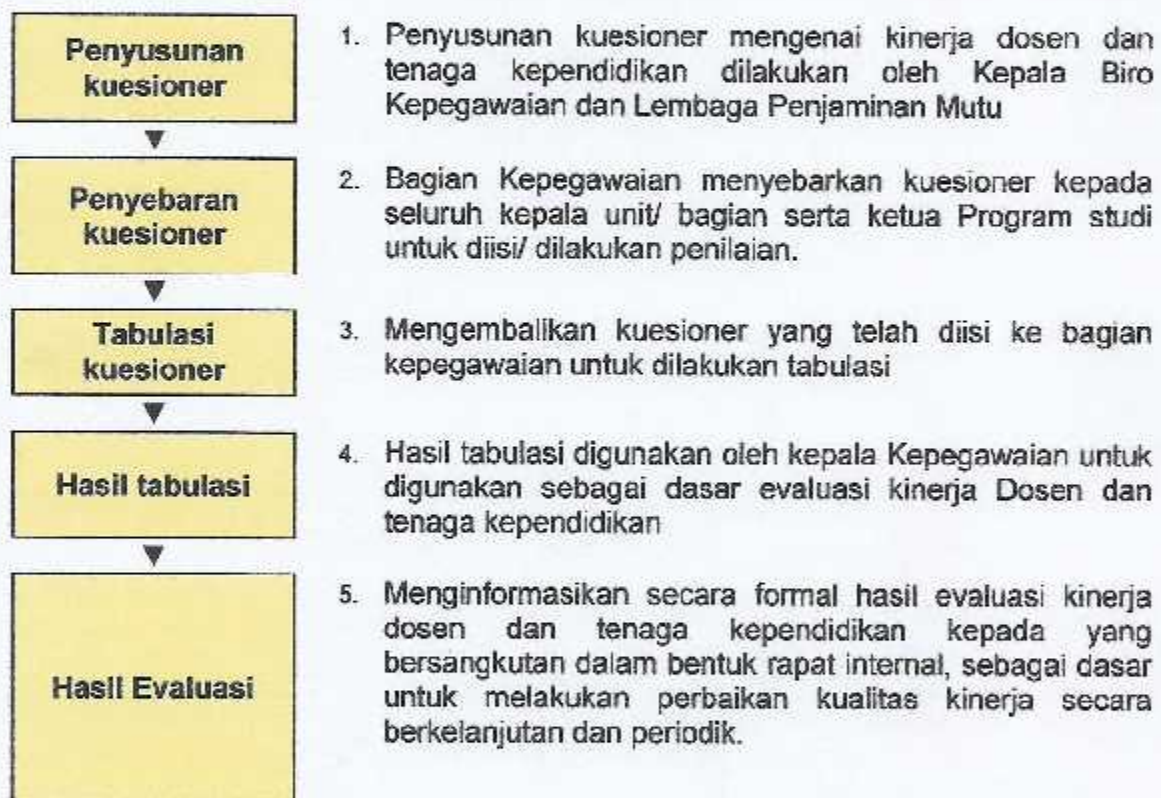 Penyusunan
kuesioner
1. Penyusunan kuesioner mengenai kinerja dosen dan
tenaga kependidikan dilakukan oleh Kepala Biro
Kepegawaian dan Lembaga Penjaminan Mutu
Penyebaran
kuesioner
2. Bagian Kepegawaian menyebarkan kuesioner kepada
seluruh kepala unit/ bagian serta ketua Program studi
untuk diisi/ dilakukan penilaian.
Tabulasi
kuesioner
3. Mengembalikan kuesioner yang telah diisi ke bagian
kepegawaian untuk dilakukan tabulasi
Hasil tabulasi
4. Hasil tabulasi digunakan oleh kepala Kepegawaian untuk
digunakan sebagai dasar evaluasi kinerja Dosen dan
tenaga kependidikan
Hasil Evaluasi
5. Menginformasikan secara formal hasil evaluasi kinerja
dosen dan tenaga kependidikan kepada yang
bersangkutan dalam bentuk rapat internal, sebagai dasar
untuk melakukan perbaikan kualitas kinerja secara
berkelanjutan dan periodik.